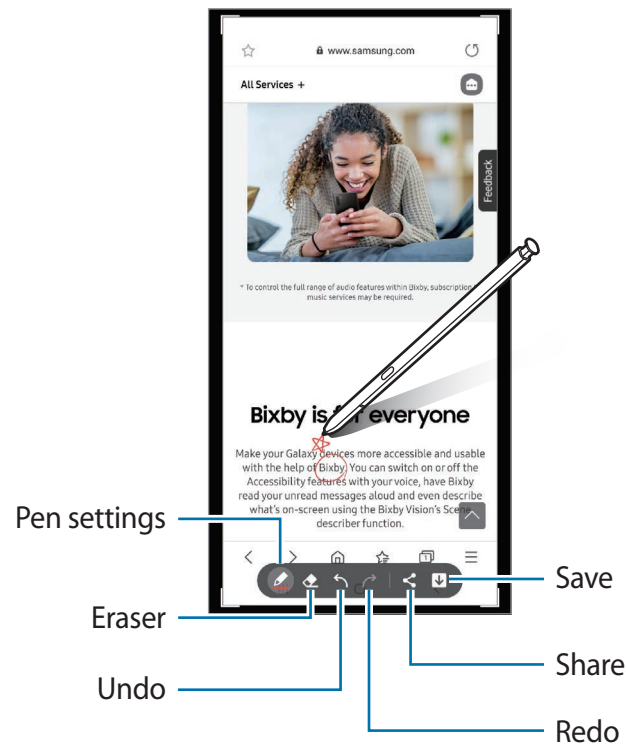 www.samsung.com
All Services +
Feedback
* To control the full range of audio features within Bixby, subscription
music services may be required.
Bixby is for everyone
Make your Galaxy devices more accessible and usable
with the help of Bixby. You can switch on or off the
Accessibility features with your voice, have Bixby
read your unread messages aloud and even describe
what's on-screen using the Bixby Vision's Scene
describer function.
1
Pen settings
Eraser
Undo
Save
Share
Redo